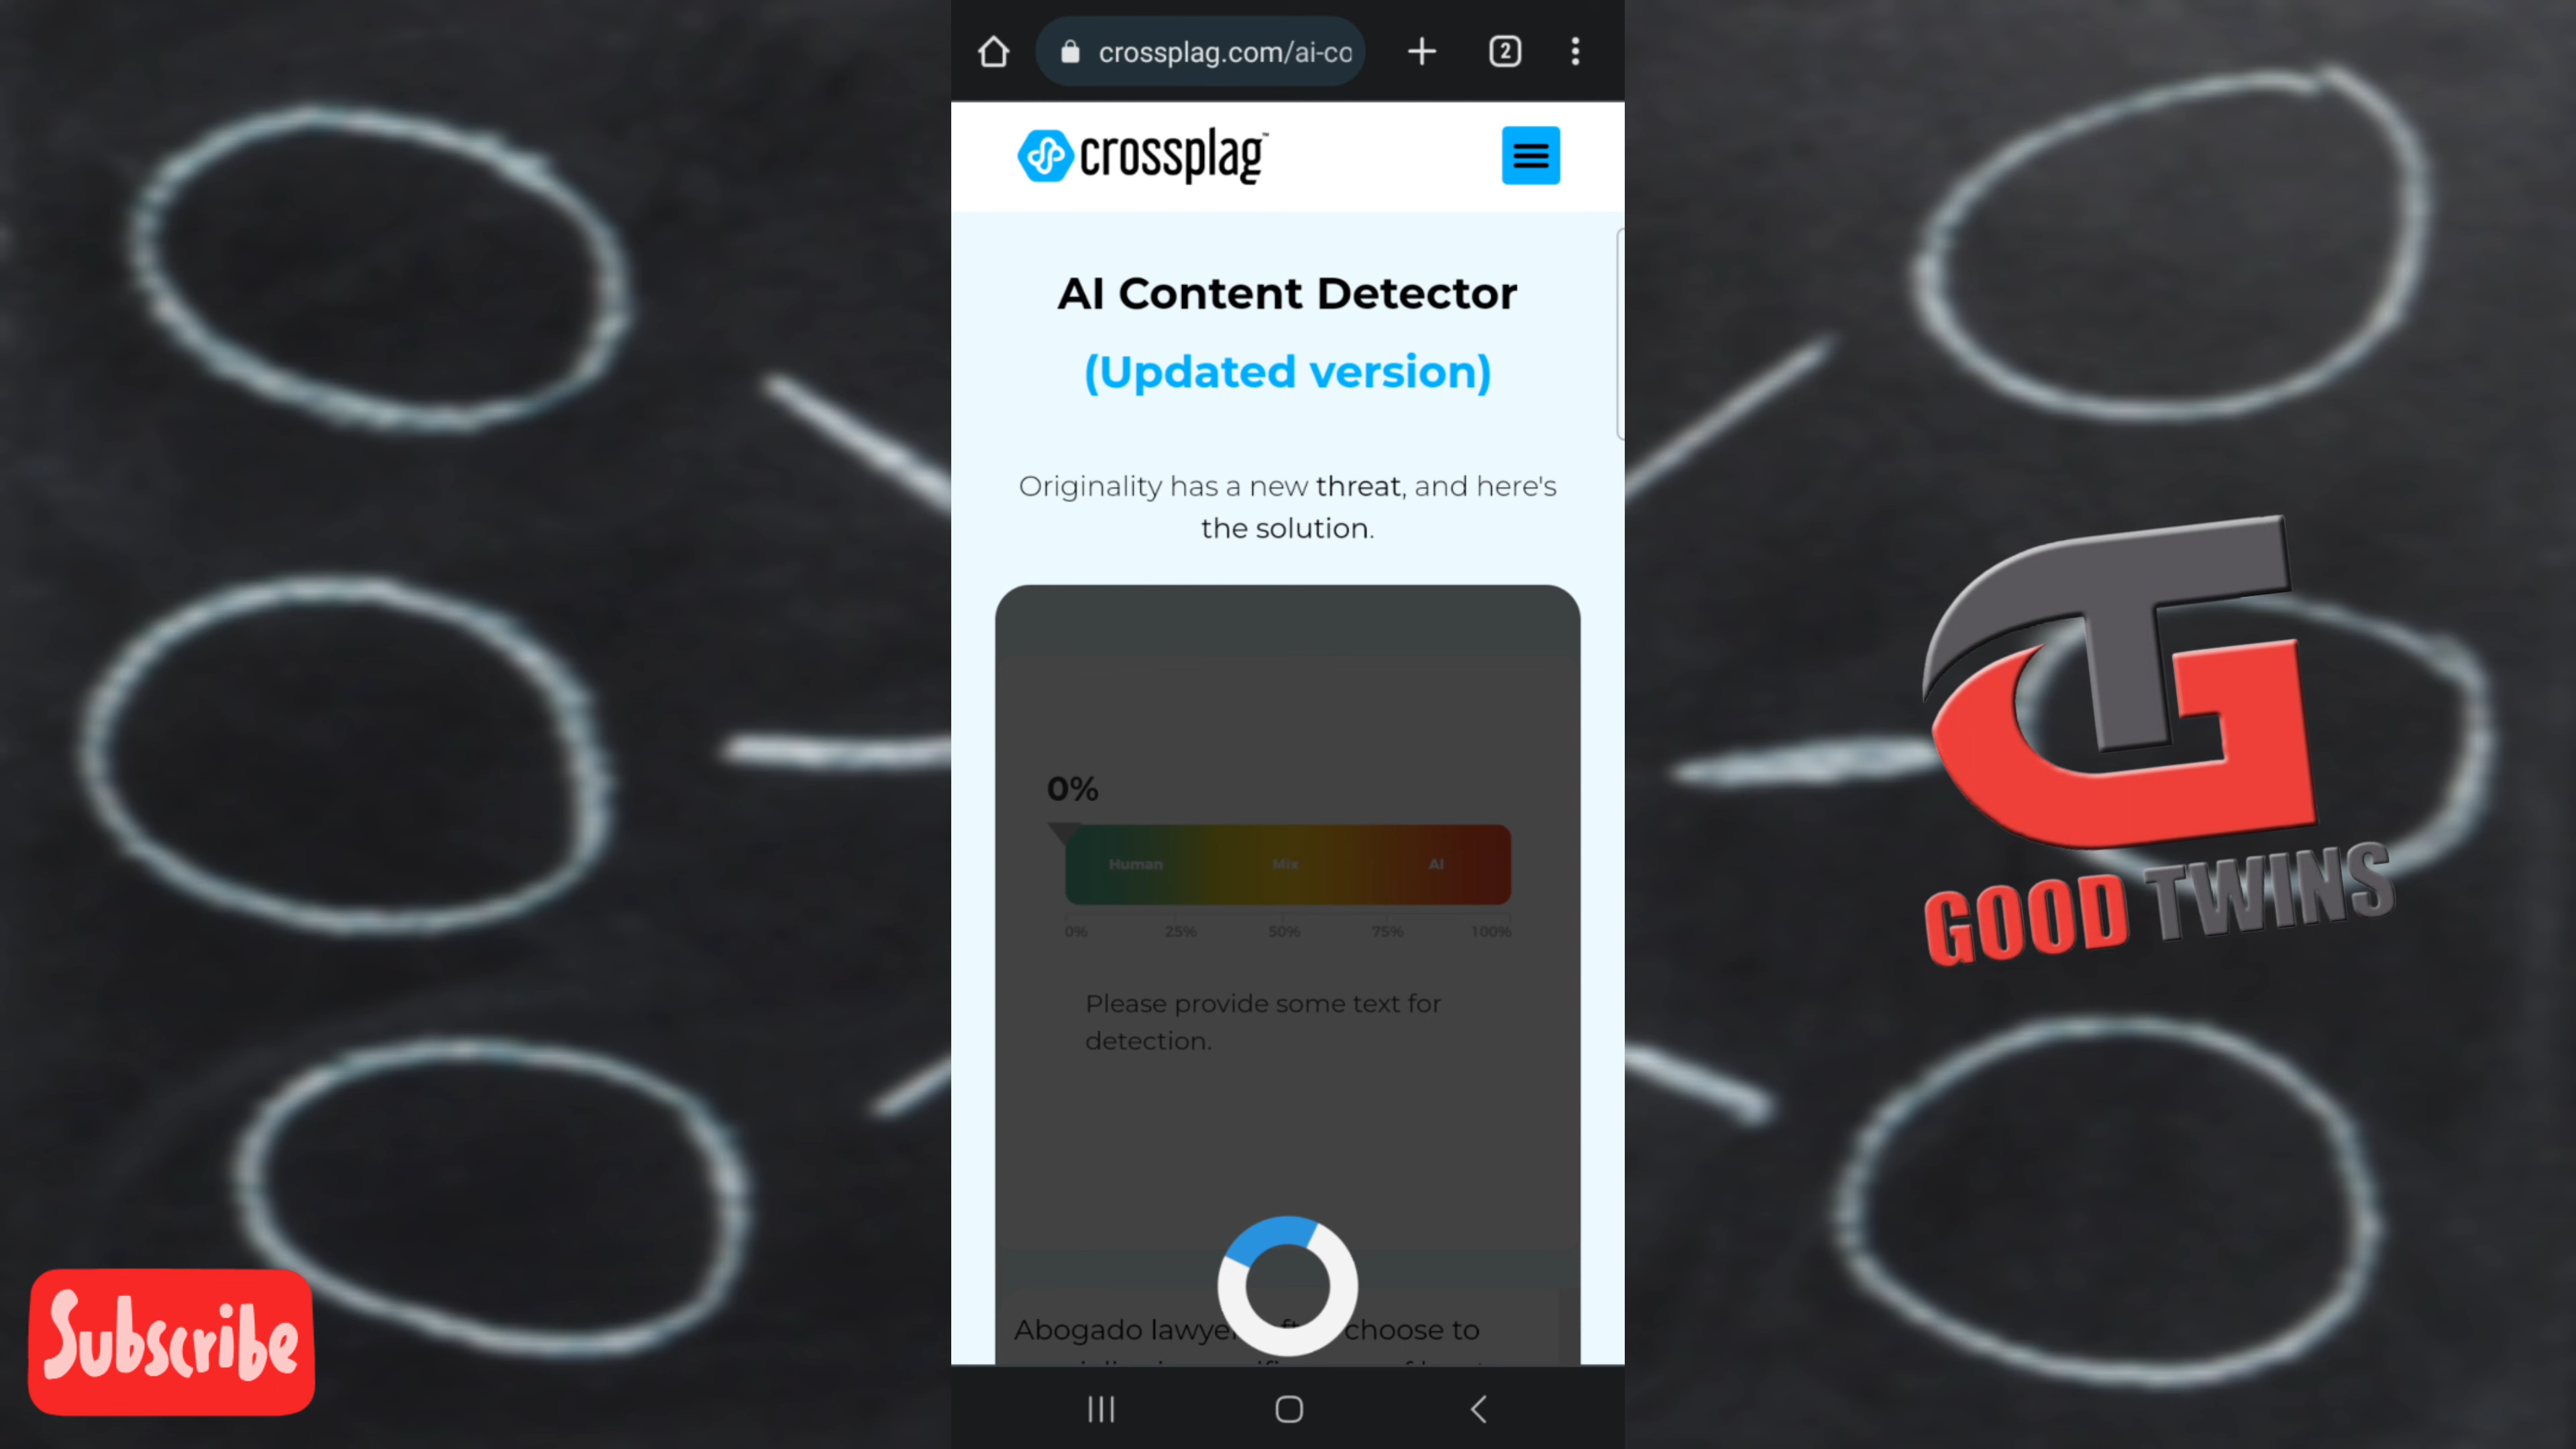 crossplag.com/ai-co
2
crossplag™
AI Content Detector
(Updated version)
Originality has a new threat, and here's
the solution.
0%
Human Mix AI
0% 25% 50% 75% 100%
Please provide some text for
detection.
Abogado lawye choose to
GOOD TWINS
Subscribe